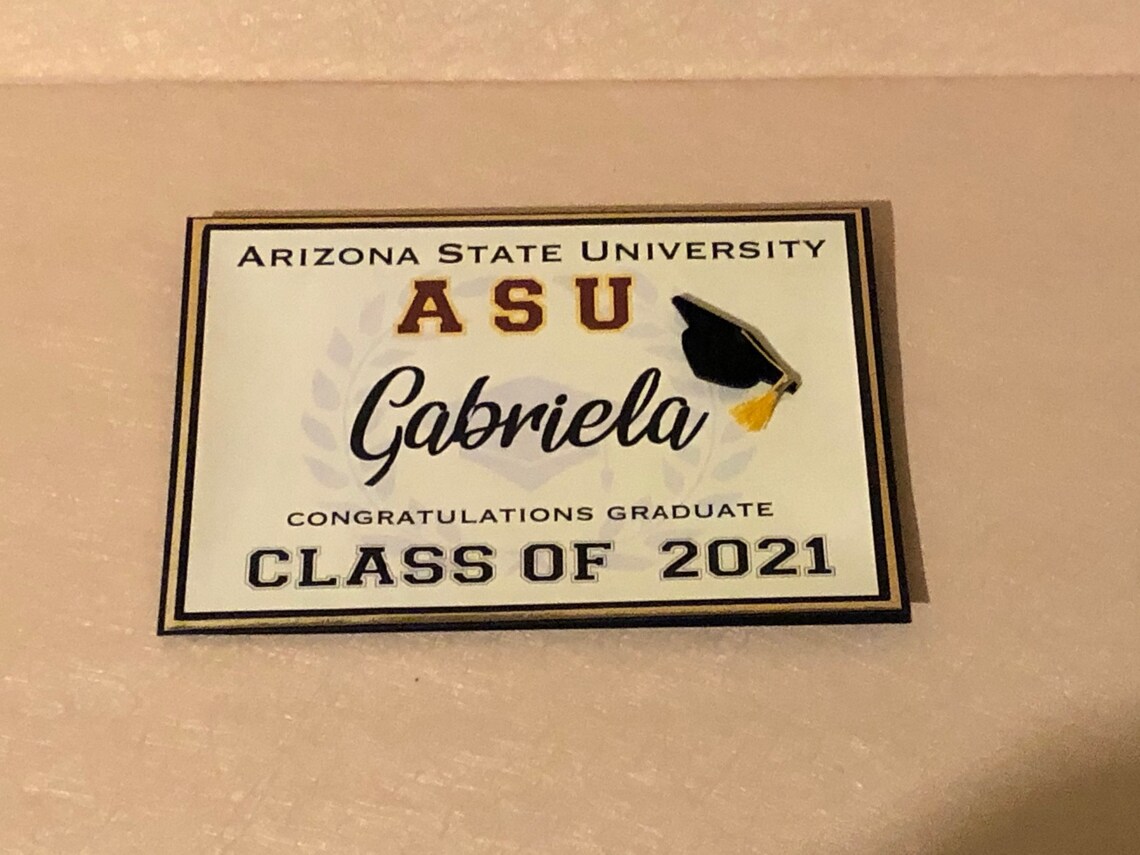 ARIZONA STATE UNIVERSITY
ASU
Gabriela
CONGRATULATIONS GRADUATE
CLASS OF 2021